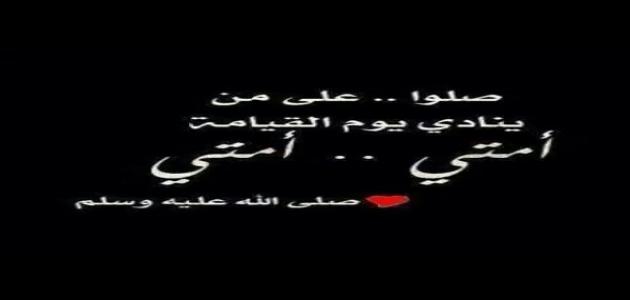 صلوا .. على من
ينادي يوم القيامة
أمتي .. أمتي
صلى الله عليه وسلم